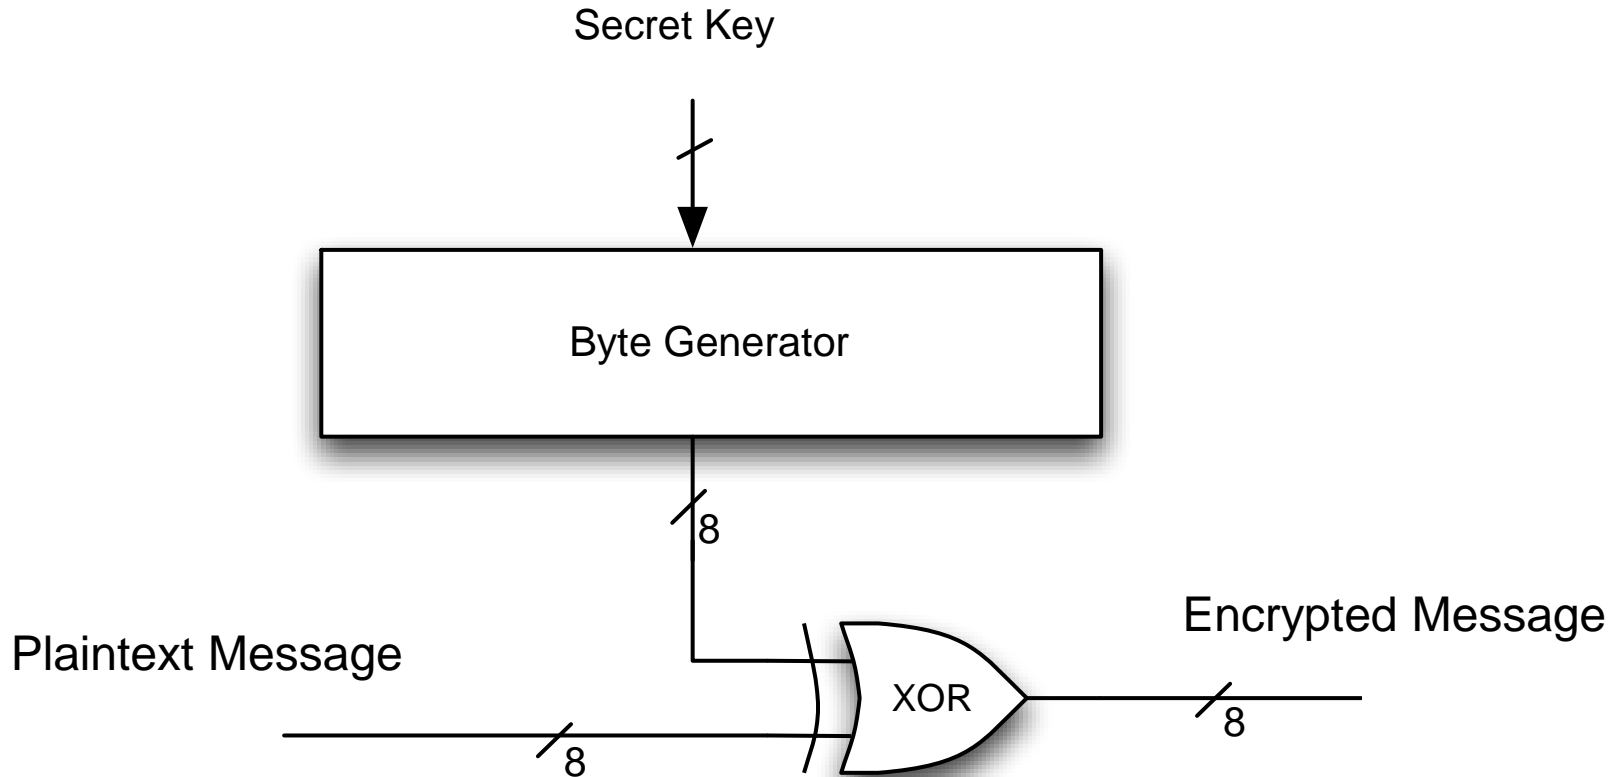 Secret Key
Byte Generator
8
Encrypted Message
Plaintext Message
XOR
8
8